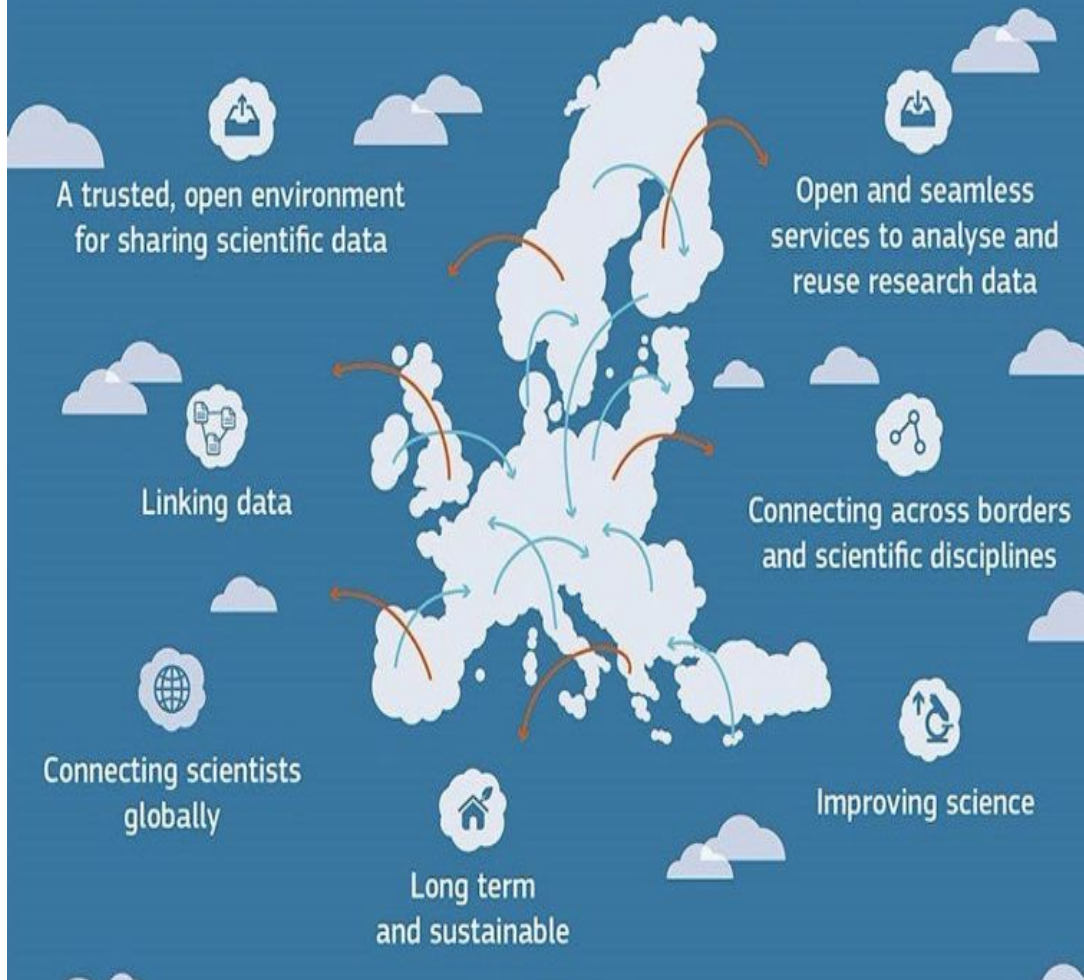 A trusted, open environment
for sharing scientific data
Open and seamless
services to analyse and
reuse research data
Linking data
Connecting across borders
and scientific disciplines
Connecting scientists
globally
Improving science
Long term
and sustainable